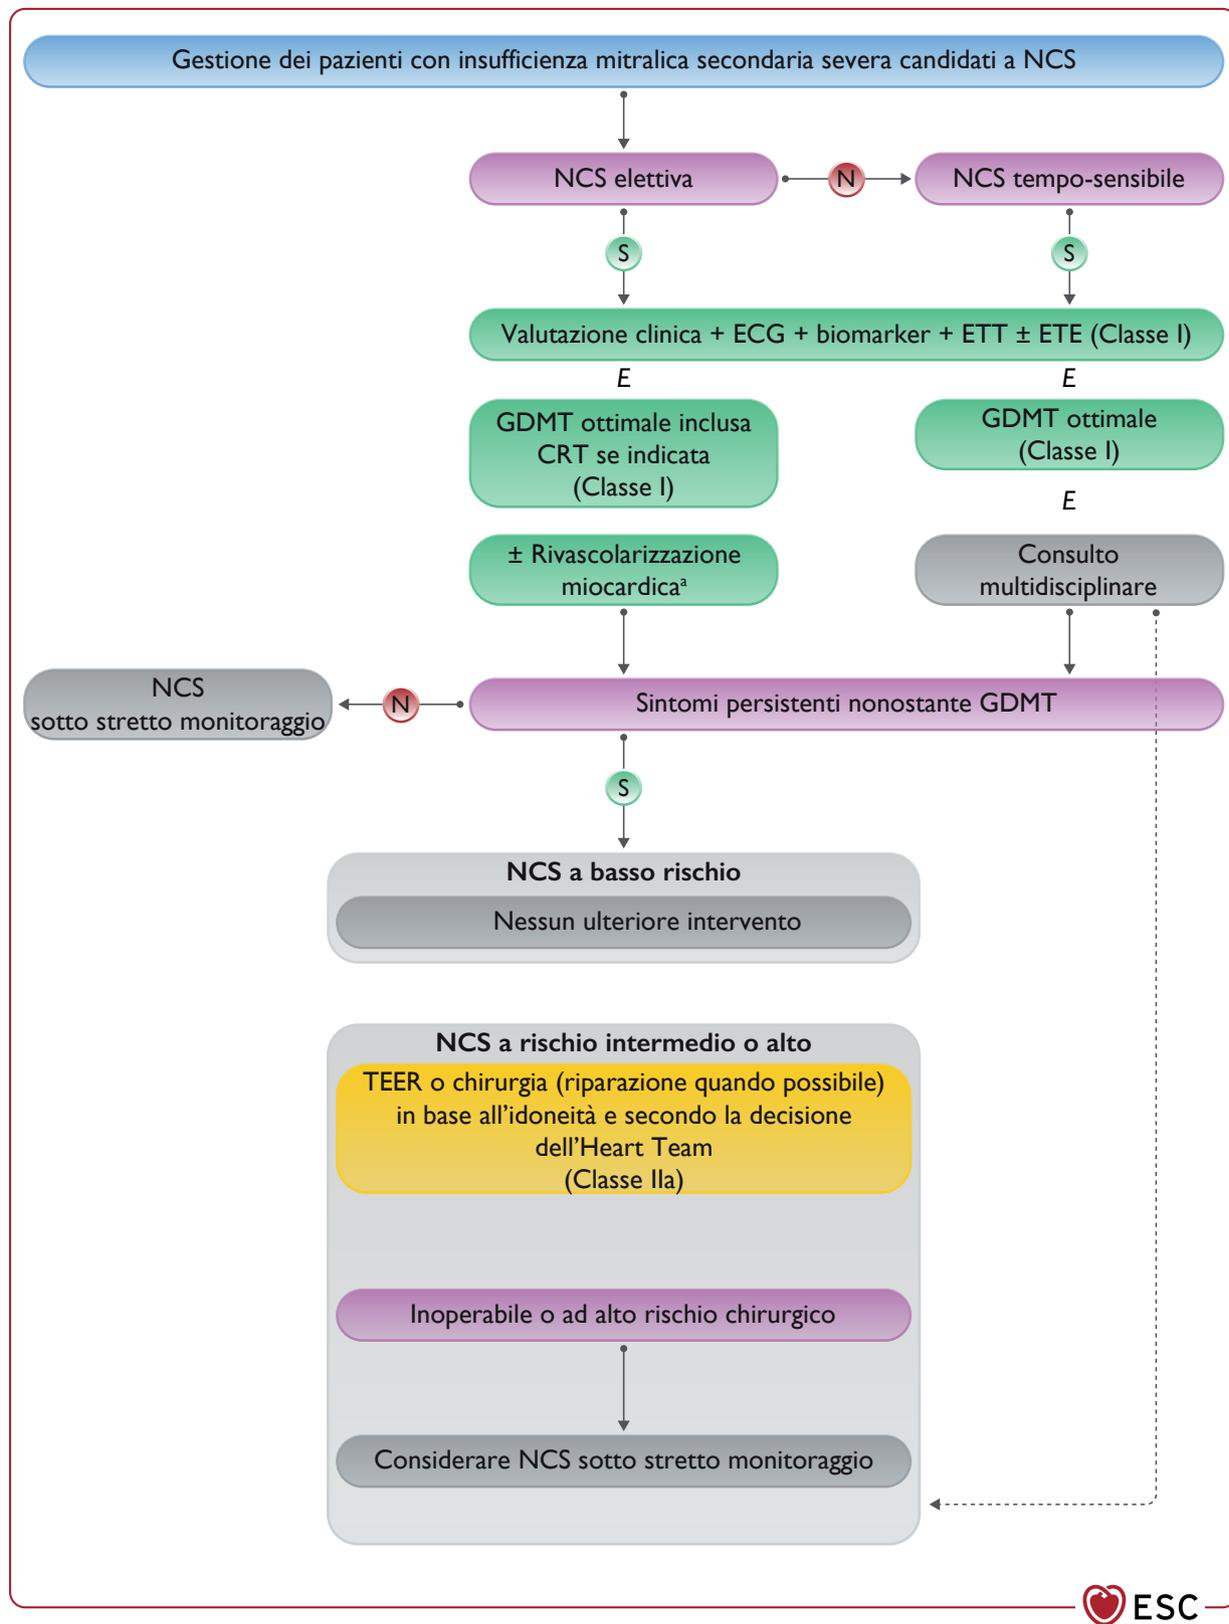 Gestione dei pazienti con insufficienza mitralica secondaria severa candidati a NCS
NCS elettiva
N
NCS tempo-sensibile
S
S
Valutazione clinica + ECG + biomarker + ETT ± ETE (Classe I)
E
E
GDMT ottimale inclusa
CRT se indicata
(Classe I)
GDMT ottimale
(Classe I)
E
± Rivascolarizzazione
miocardicaª
Consulto
multidisciplinare
NCS
sotto stretto monitoraggio
N
Sintomi persistenti nonostante GDMT
S
NCS a basso rischio
Nessun ulteriore intervento
NCS a rischio intermedio o alto
TEER o chirurgia (riparazione quando possibile)
in base all’idoneità e secondo la decisione
dell’Heart Team
(Classe IIa)
Inoperabile o ad alto rischio chirurgico
Considerare NCS sotto stretto monitoraggio
ESC